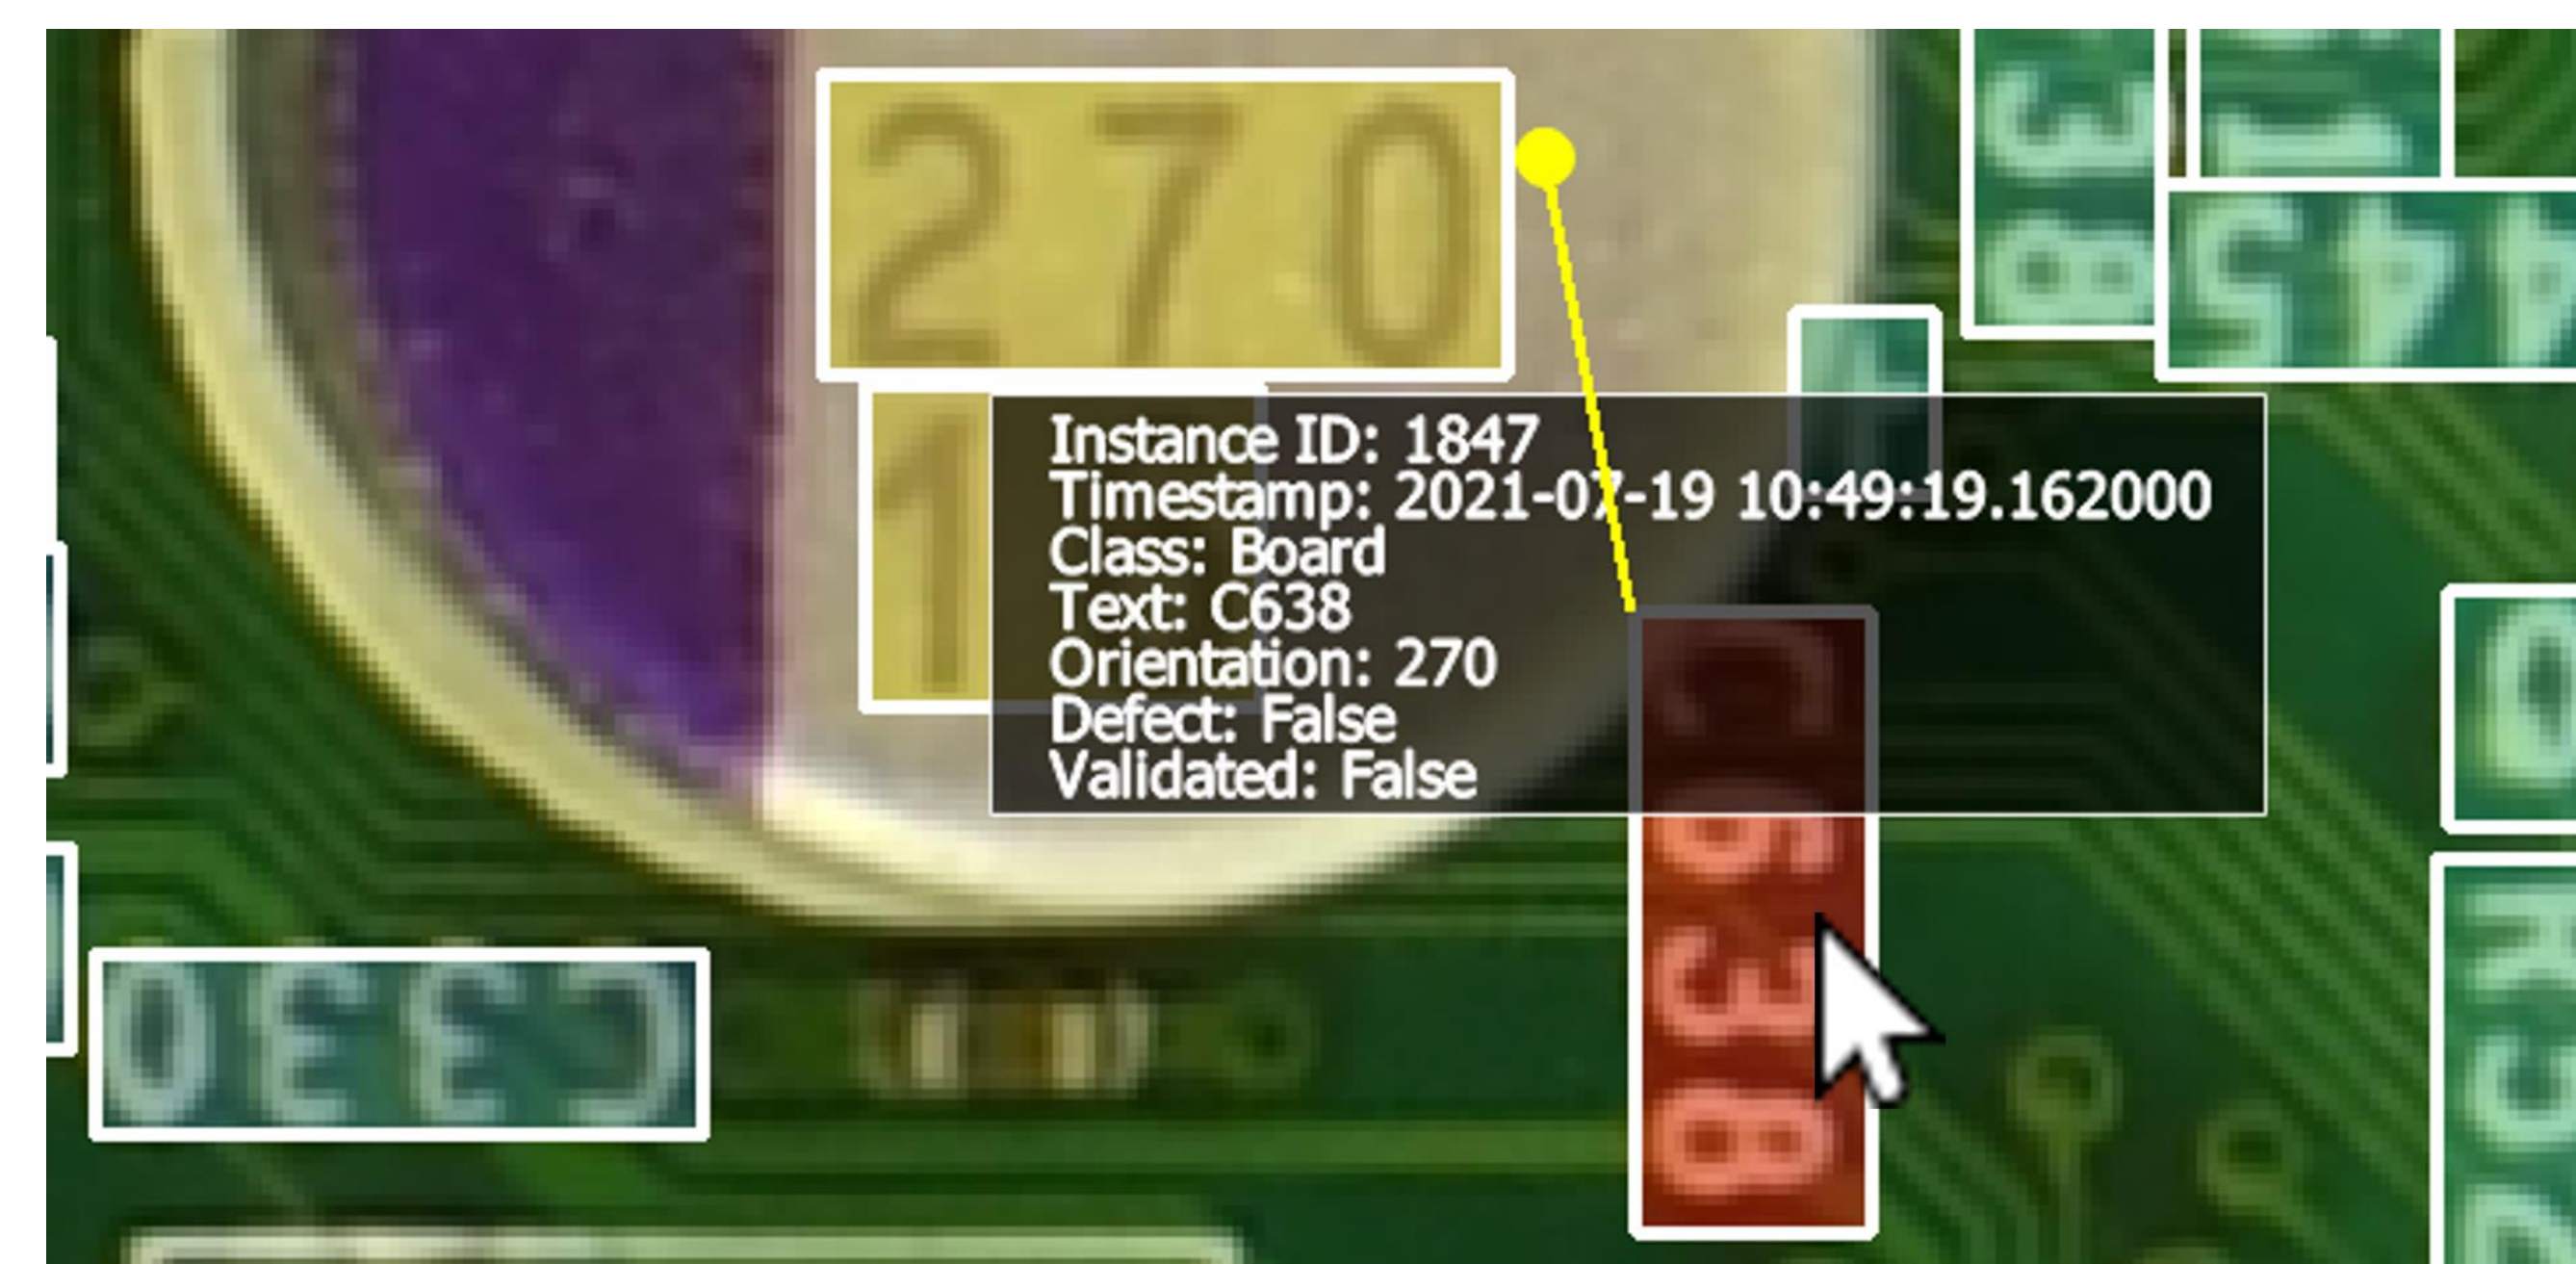 270
1
Instance ID: 1847
Timestamp: 2021-07-19 10:49:19.162000
Class: Board
Text: C638
Orientation: 270
Defect: False
Validated: False
C638
C330